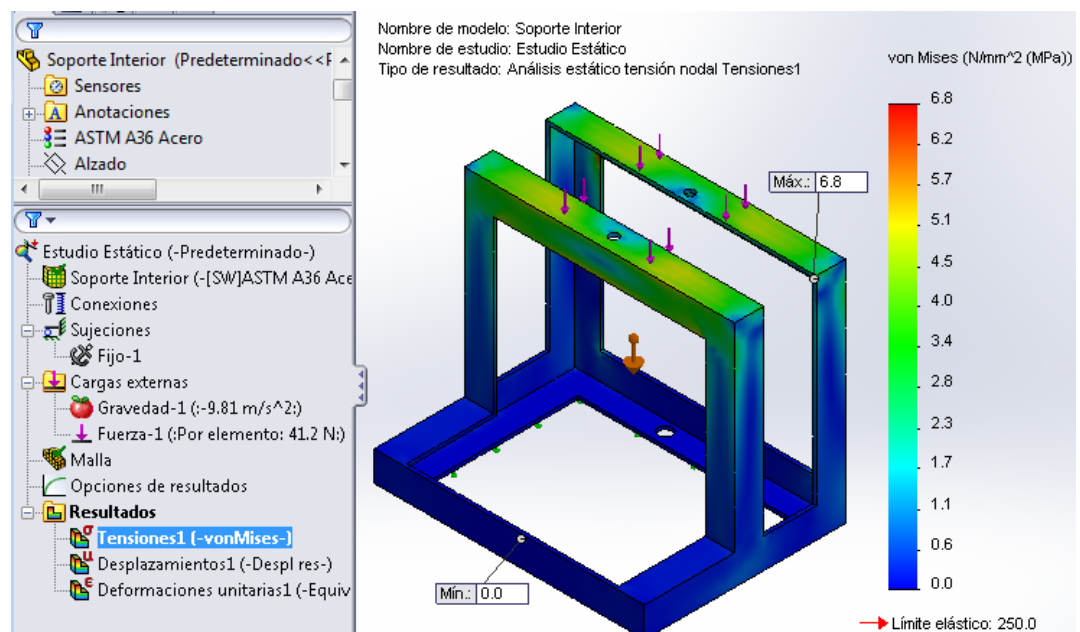 Soporte Interior (Predeterminado<<F
Sensores
Anotaciones
ASTM A36 Acero
Alzado
Estudio Estático (-Predeterminado-)
Soporte Interior (-[SW]ASTM A36 Ace
Conexiones
Sujeciones
Fijo-1
Cargas externas
Gravedad-1 (:-9.81 m/s^2:)
Fuerza-1 (:Por elemento: 41.2 N:)
Malla
Opciones de resultados
Resultados
Tensiones1 (-vonMises-)
Desplazamientos1 (-Despl res-)
Deformaciones unitarias1 (-Equiv
Nombre de modelo: Soporte Interior
Nombre de estudio: Estudio Estático
Tipo de resultado: Análisis estático tensión nodal Tensiones1
Máx.: 6.8
Mín.: 0.0
von Mises (N/mm^2 (MPa))
6.8
6.2
5.7
5.1
4.5
4.0
3.4
2.8
2.3
1.7
1.1
0.6
0.0
Límite elástico: 250.0